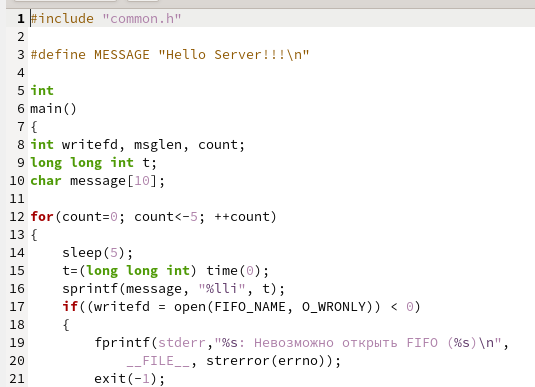 1 #include "common.h"
2
3 #define MESSAGE "Hello Server!!!\n"
4
5 int
6 main()
7 {
8 int writefd, msglen, count;
9 long long int t;
10 char message[10];
11
12 for(count=0; count<-5; ++count)
13 {
14     sleep(5);
15     t=(long long int) time(0);
16     sprintf(message, "%lli", t);
17     if((writefd = open(FIFO_NAME, O_WRONLY)) < 0)
18     {
19         fprintf(stderr,"%s: Невозможно открыть FIFO (%s)\n",
20             __FILE__, strerror(errno));
21         exit(-1);